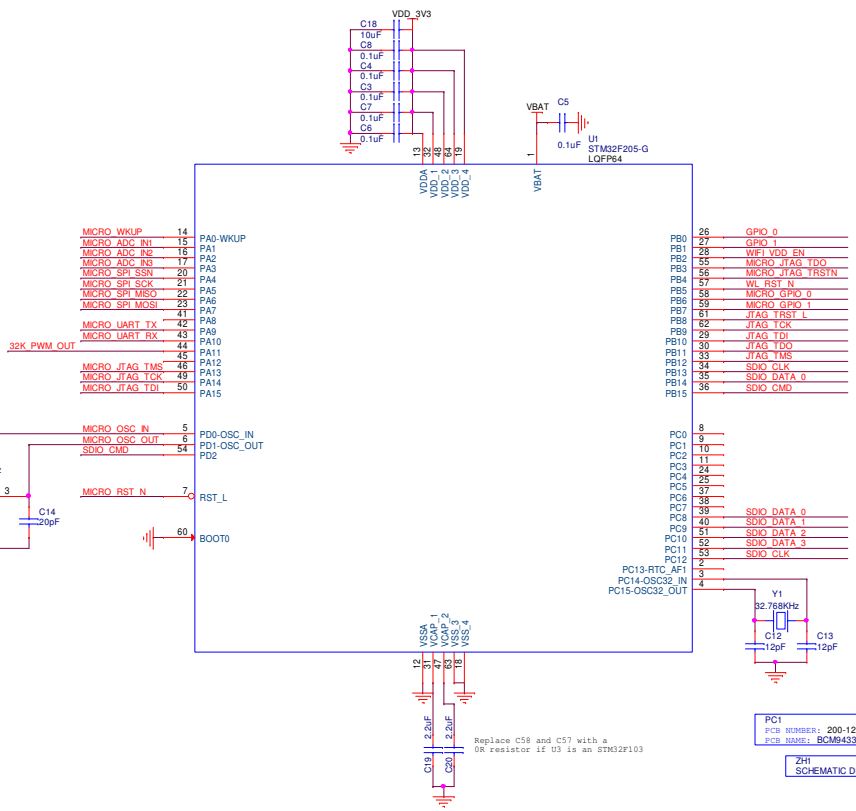 VDD_3V3
C18
10uF
C8
0.1uF
C4
0.1uF
C3
0.1uF
C7
0.1uF
C6
0.1uF
VBAT
C5
0.1uF
U1
STM32F205-G
LQFP64
13
32
48
64
19
1
VDDA
VDD_1
VDD_2
VDD_3
VDD_4
VBAT
MICRO_WKUP 14 PA0-WKUP
MICRO_ADC_IN1 15 PA1
MICRO_ADC_IN2 16 PA2
MICRO_ADC_IN3 17 PA3
MICRO_SPI_SSN 20 PA4
MICRO_SPI_SCK 21 PA5
MICRO_SPI_MISO 22 PA6
MICRO_SPI_MOSI 23 PA7
41 PA8
MICRO_UART_TX 42 PA9
MICRO_UART_RX 43 PA10
32K_PWM_OUT 44 PA11
45 PA12
MICRO_JTAG_TMS 46 PA13
MICRO_JTAG_TCK 49 PA14
MICRO_JTAG_TDI 50 PA15
MICRO_OSC_IN 5 PD0-OSC_IN
MICRO_OSC_OUT 6 PD1-OSC_OUT
SDIO_CMD 54 PD2
3
MICRO_RST_N 7 RST_L
C14
20pF
60 BOOT0
PB0 26 GPIO_0
PB1 27 GPIO_1
PB2 28 WIFI_VDD_EN
PB3 55 MICRO_JTAG_TDO
PB4 56 MICRO_JTAG_TRSTN
PB5 57 WL_RST_N
PB6 58 MICRO_GPIO_0
PB7 59 MICRO_GPIO_1
PB8 61 JTAG_TRST_L
PB9 62 JTAG_TCK
PB10 29 JTAG_TDI
PB11 30 JTAG_TDO
PB12 33 JTAG_TMS
PB13 34 SDIO_CLK
PB14 35 SDIO_DATA_0
PB15 36 SDIO_CMD
PC0 8
PC1 9
PC2 10
PC3 11
PC4 24
PC5 25
PC6 37
PC7 38
PC8 39 SDIO_DATA_0
PC9 40 SDIO_DATA_1
PC10 51 SDIO_DATA_2
PC11 52 SDIO_DATA_3
PC12 53 SDIO_CLK
PC13-RTC_AF1 2
PC14-OSC32_IN 3
PC15-OSC32_OUT 4
Y1
32.768KHz
C12
12pF
C13
12pF
VSSA
VCAP_1
VCAP_2
VSS_3
VSS_4
12
31
47
63
18
2.2uF
2.2uF
C19
C20
Replace C58 and C57 with a
0R resistor if U3 is an STM32F103
PC1
PCB NUMBER: 200-12
PCB NAME: BCM9433
ZH1
SCHEMATIC D